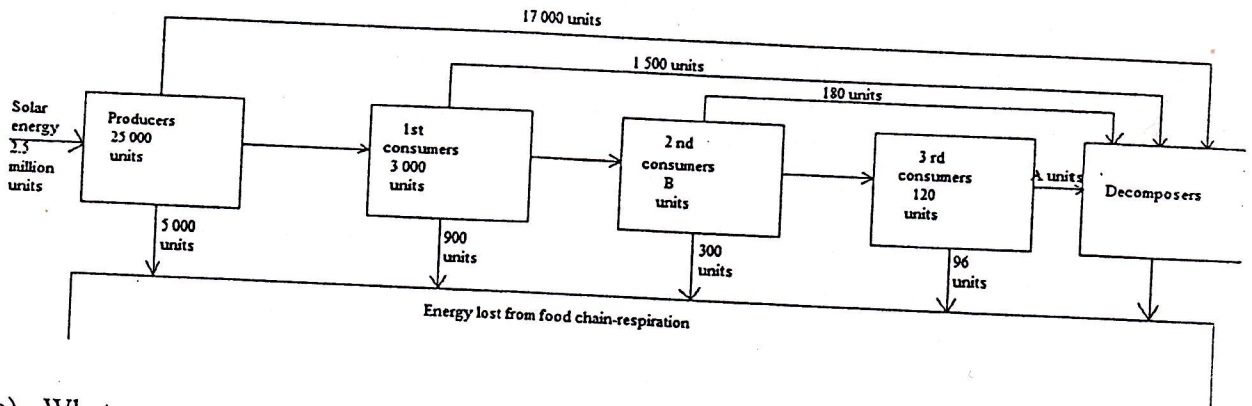 17 000 units
1 500 units
180 units
Solar
energy
2.5
million
units
Producers
25 000
units
1st
consumers
3 000
units
2 nd
consumers
B
units
3 rd
consumers
120
units
A units
Decomposers
5 000
units
900
units
300
units
96
units
Energy lost from food chain-respiration